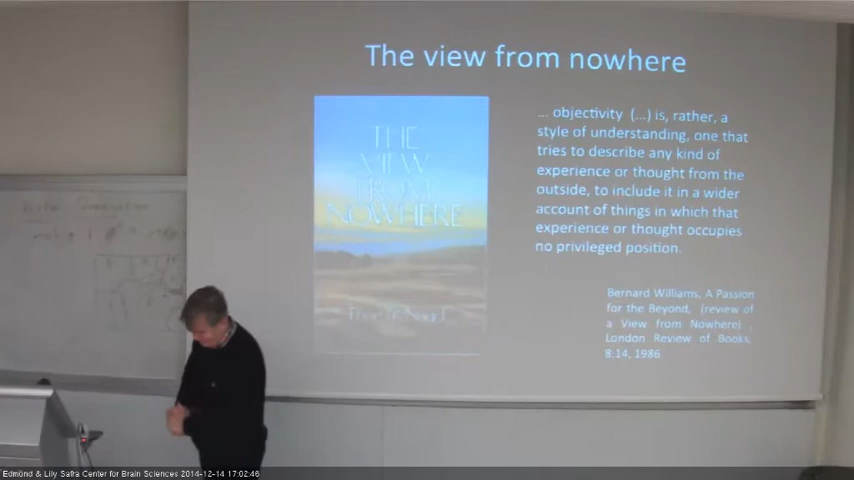 The view from nowhere
THE
VIEW
FROM
NOWHERE
Thomas Nagel
... objectivity (...) is, rather, a
style of understanding, one that
tries to describe any kind of
experience or thought from the
outside, to include it in a wider
account of things in which that
experience or thought occupies
no privileged position.
Bernard Williams, A Passion
for the Beyond, (review of
a View from Nowhere) ,
London Review of Books,
8:14, 1986
Edmond & Lily Safra Center for Brain Sciences 2014-12-14 17:02:46